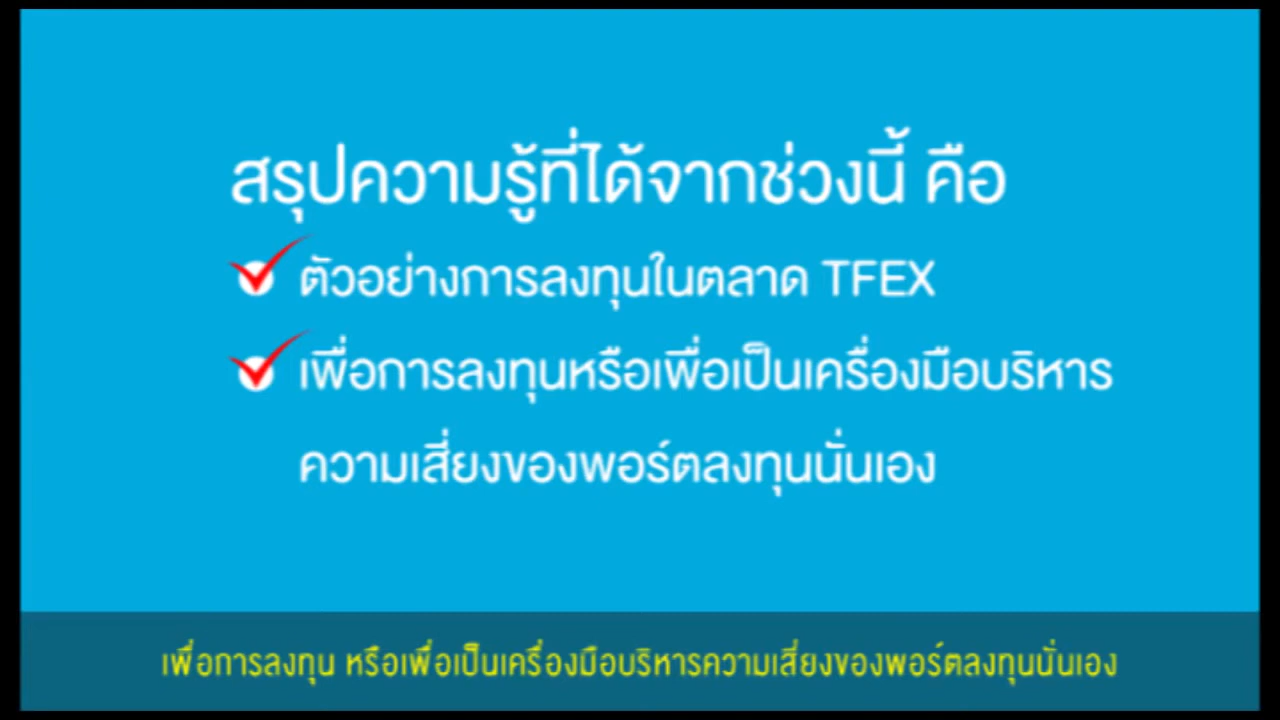 สรุปความรู้ที่ได้จากช่วงนี้ คือ
ตัวอย่างการลงทุนในตลาด TFEX
เพื่อการลงทุนหรือเพื่อเป็นเครื่องมือบริหาร
ความเสี่ยงของพอร์ตลงทุนนั่นเอง
เพื่อการลงทุน หรือเพื่อเป็นเครื่องมือบริหารความเสี่ยงของพอร์ตลงทุนนั่นเอง